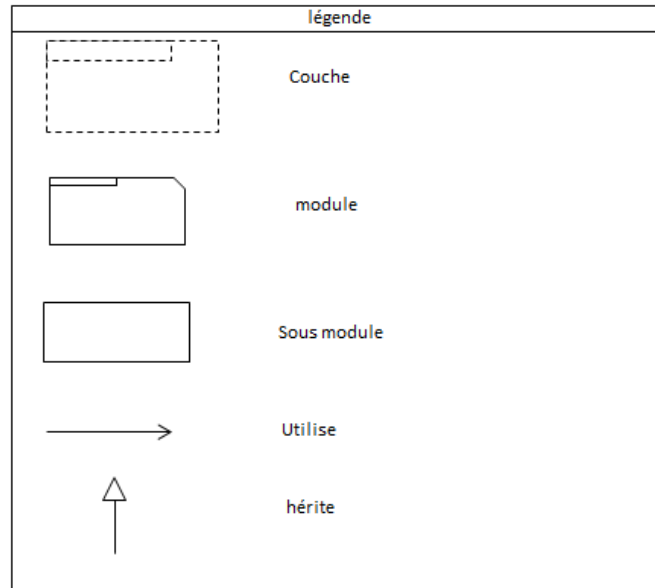 légende
Couche
module
Sous module
Utilise
hérite